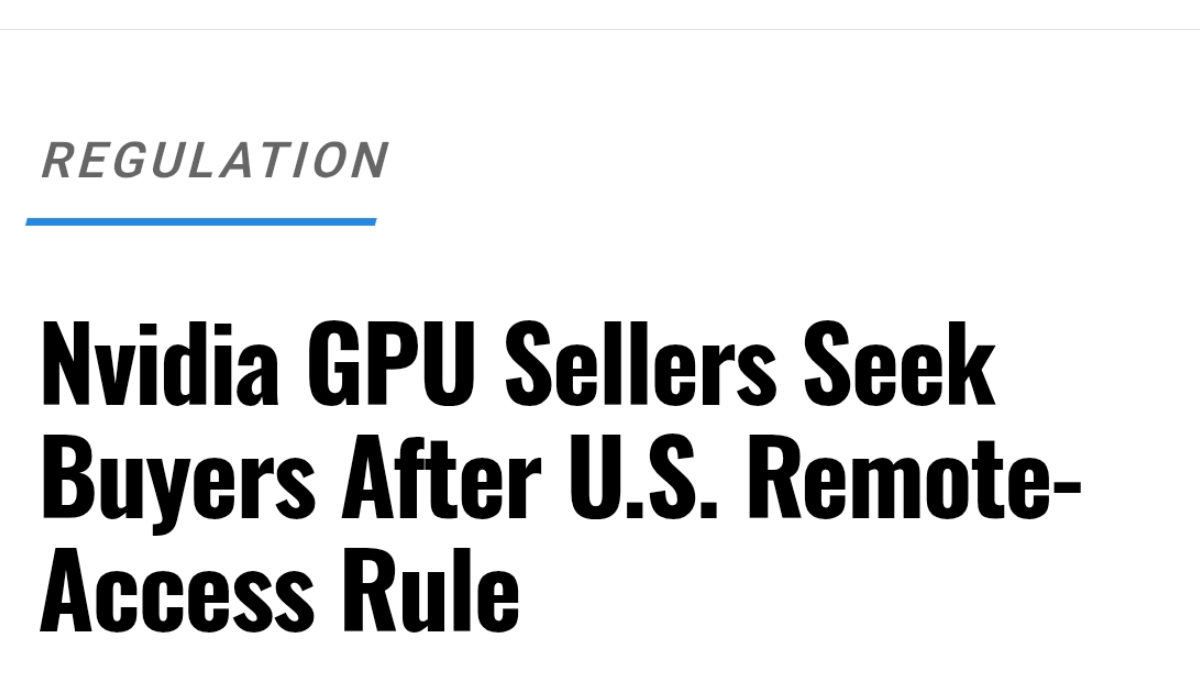 REGULATION
Nvidia GPU Sellers Seek
Buyers After U.S. Remote-
Access Rule